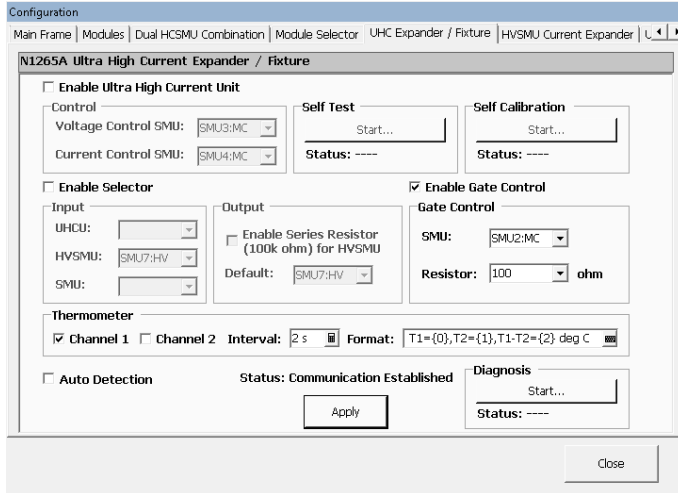 Configuration
Main Frame Modules Dual HCSMU Combination Module Selector UHC Expander / Fixture HVSMU Current Expander
N1265A Ultra High Current Expander / Fixture
Enable Ultra High Current Unit
Control
Voltage Control SMU: SMU3:MC
Current Control SMU: SMU4:MC
Self Test
Start...
Status: ----
Self Calibration
Start...
Status: ----
Enable Selector
Enable Gate Control
Input
UHCU:
HVSMU: SMU7:HV
SMU:
Output
Enable Series Resistor
(100k ohm) for HVSMU
Default: SMU7:HV
Gate Control
SMU: SMU2:MC
Resistor: 100 ohm
Thermometer
Channel 1 Channel 2 Interval: 2 s Format: T1={0},T2={1},T1-T2={2} deg C
Auto Detection
Status: Communication Established
Apply
Diagnosis
Start...
Status: ----
Close